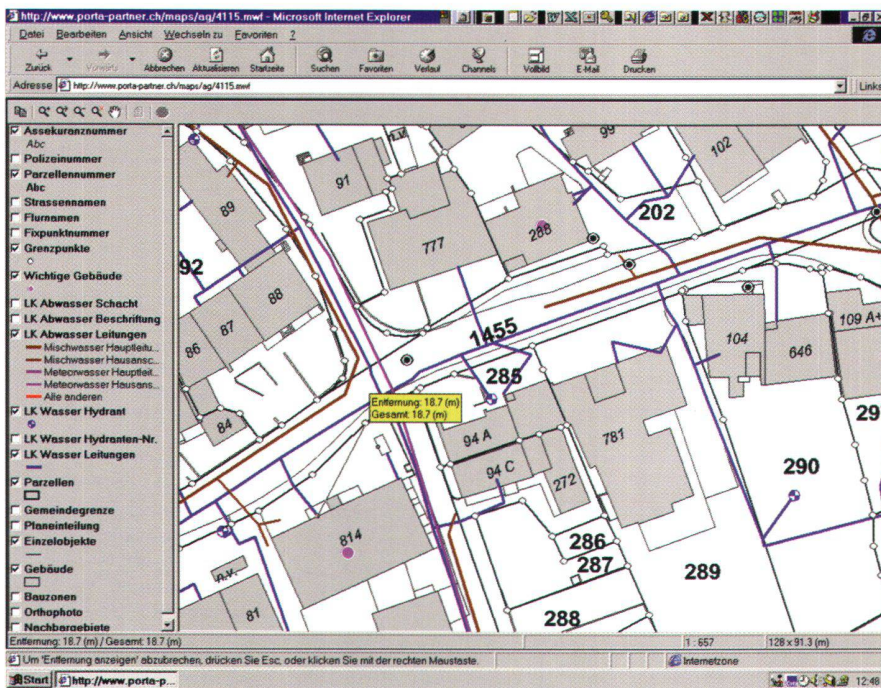 http://www.porta-partner.ch/maps/ag/4115.mwf - Microsoft Internet Explorer
Datei Bearbeiten Ansicht Wechseln zu Favoriten ?
Zurück Vorwärts Abbrechen Aktualisieren Startseite Suchen Favoriten Verlauf Channels Vollbild E-Mail Drucken
Adresse http://www.porta-partner.ch/maps/ag/4115.mwf Links
Assekuranznummer
Abc
Polizeinummer
Parzellennummer
Abc
Strassennamen
Flurnamen
Fixpunktnummer
Grenzpunkte
Wichtige Gebäude
LK Abwasser Schacht
LK Abwasser Beschriftung
LK Abwasser Leitungen
Mischwasser Hauptleitu...
Mischwasser Hausansc...
Meteorwasser Hauptleit...
Meteorwasser Hausans...
Alle anderen
LK Wasser Hydrant
LK Wasser Hydranten-Nr.
LK Wasser Leitungen
Parzellen
Gemeindegrenze
Planeinteilung
Einzelobjekte
Gebäude
Bauzonen
Orthophoto
Nachbargebiete
n.v.
99
102
91
89
202
777
286
92
88
87
86
1455
104
109 A+
646
285
Entfernung: 18.7 (m)
Gesamt: 18.7 (m)
84
94 A
781
29
94 C
272
290
814
286
287
289
n.v.
81
288
Entfernung: 18.7 (m) / Gesamt: 18.7 (m) 1 : 657 128 x 91.3 (m)
Um 'Entfernung anzeigen' abzubrechen, drücken Sie Esc, oder klicken Sie mit der rechten Maustaste. Internetzone
Start http://www.porta-p... 12:48